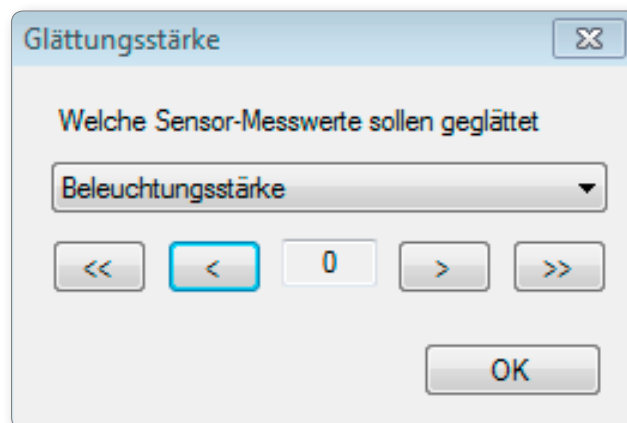 Glättungsstärke
Welche Sensor-Messwerte sollen geglättet
Beleuchtungsstärke
<< < 0 > >>
OK